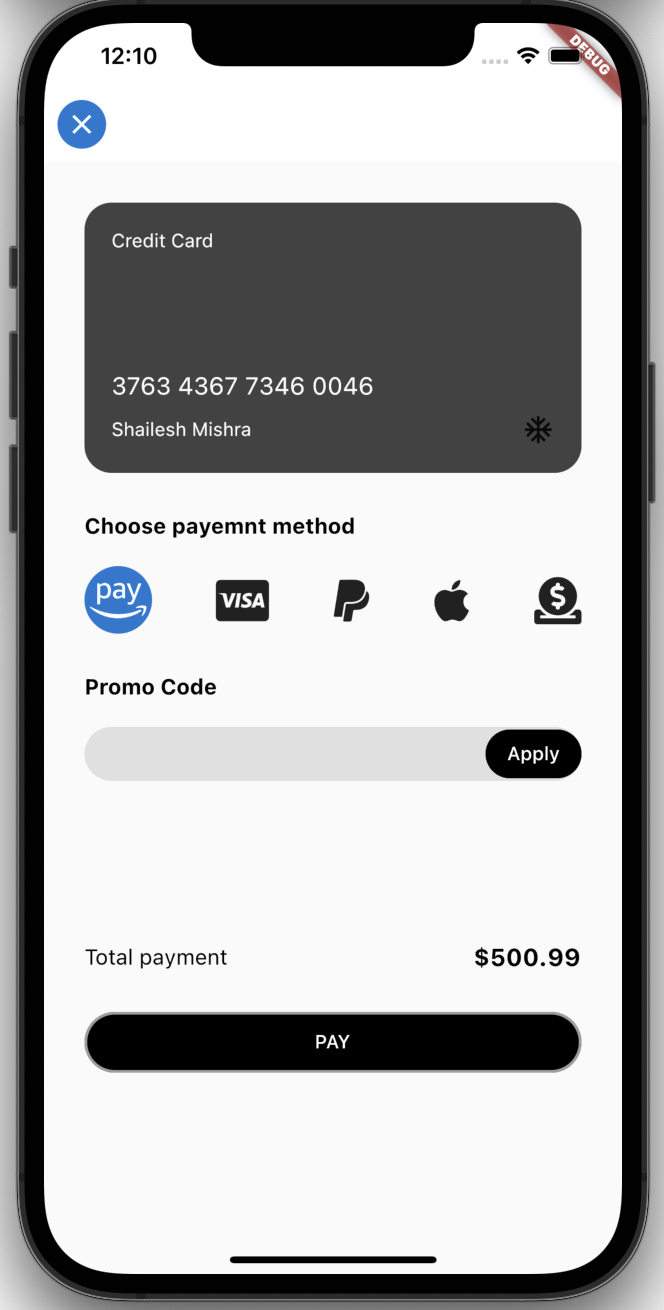 12:10
DEBUG
Credit Card
3763 4367 7346 0046
Shailesh Mishra
Choose payemnt method
pay
VISA
Promo Code
Apply
Total payment
$500.99
PAY